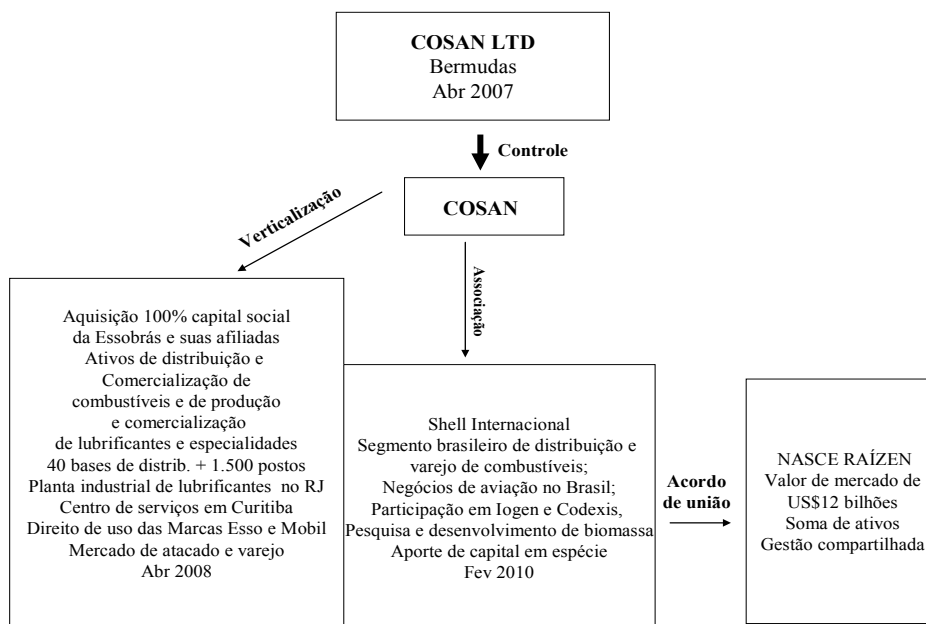 COSAN LTD
Bermudas
Abr 2007
Controle
COSAN
Verticalização
Associação
Aquisição 100% capital social
da Essobrás e suas afiliadas
Ativos de distribuição e
Comercialização de
combustíveis e de produção
e comercialização
de lubrificantes e especialidades
40 bases de distrib. + 1.500 postos
Planta industrial de lubrificantes no RJ
Centro de serviços em Curitiba
Direito de uso das Marcas Esso e Mobil
Mercado de atacado e varejo
Abr 2008
Shell Internacional
Segmento brasileiro de distribuição e
varejo de combustíveis;
Negócios de aviação no Brasil;
Participação em Iogen e Codexis,
Pesquisa e desenvolvimento de biomassa
Aporte de capital em espécie
Fev 2010
Acordo
de união
NASCE RAÍZEN
Valor de mercado de
US$12 bilhões
Soma de ativos
Gestão compartilhada